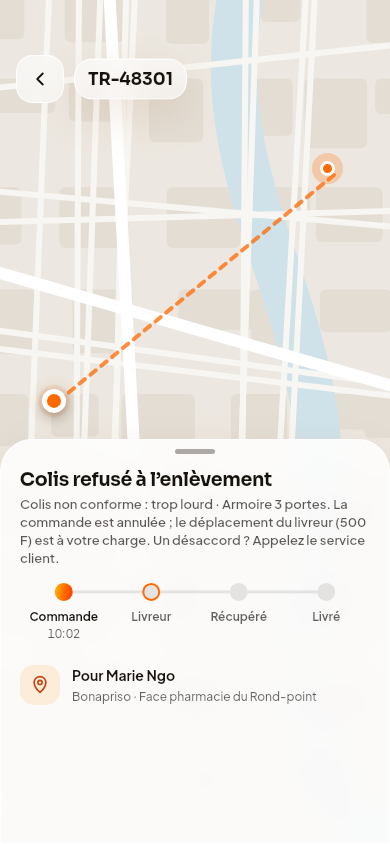 TR-48301
Colis refusé à l'enlèvement
Colis non conforme : trop lourd · Armoire 3 portes. La
commande est annulée ; le déplacement du livreur (500
F) est à votre charge. Un désaccord ? Appelez le service
client.
Commande
Livreur
Récupéré
Livré
10:02
Pour Marie Ngo
Bonapriso · Face pharmacie du Rond-point